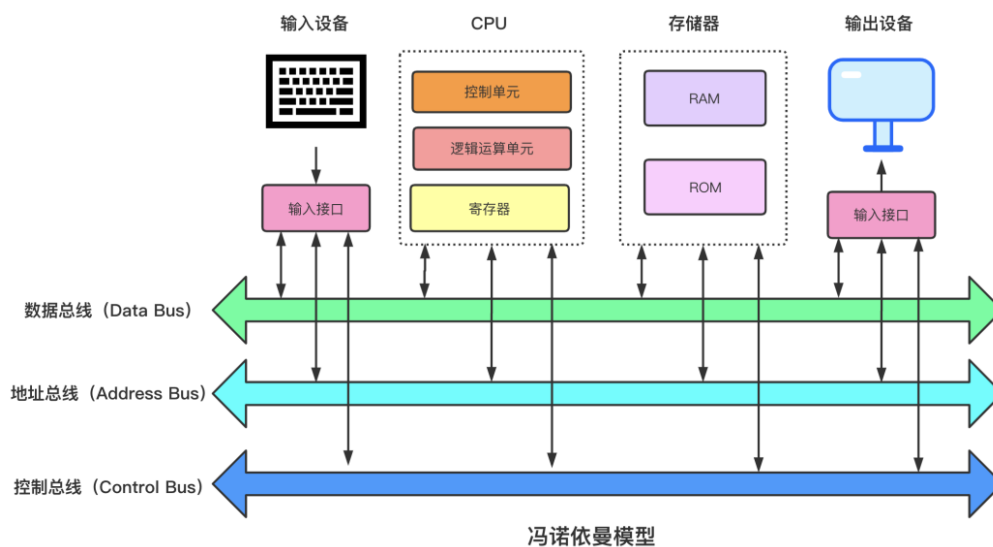 输入设备
CPU
存储器
输出设备
控制单元
RAM
逻辑运算单元
ROM
输入接口
寄存器
输入接口
数据总线（Data Bus）
地址总线（Address Bus）
控制总线（Control Bus）
冯诺依曼模型